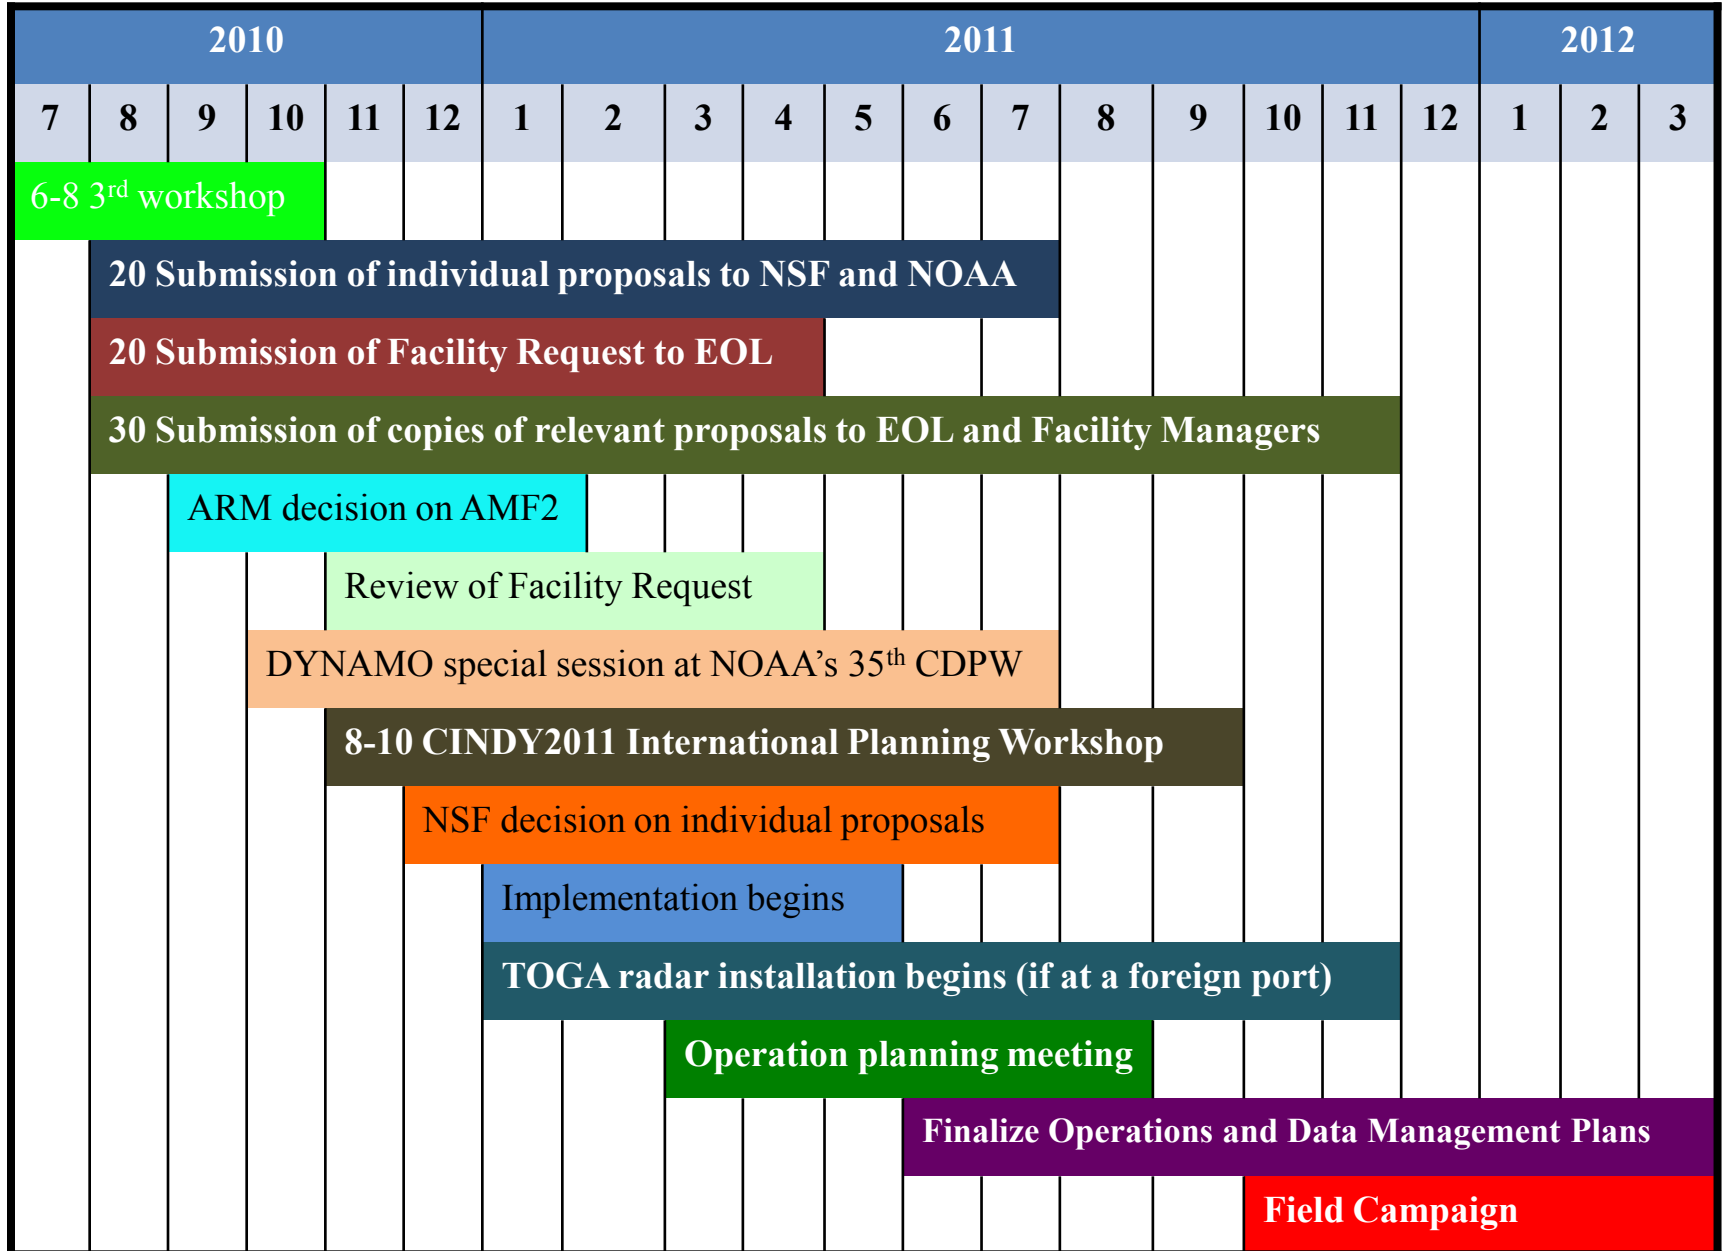 2010 2011 2012
7 8 9 10 11 12 1 2 3 4 5 6 7 8 9 10 11 12 1 2 3
6-8 3rd workshop
20 Submission of individual proposals to NSF and NOAA
20 Submission of Facility Request to EOL
30 Submission of copies of relevant proposals to EOL and Facility Managers
ARM decision on AMF2
Review of Facility Request
DYNAMO special session at NOAA’s 35th CDPW
8-10 CINDY2011 International Planning Workshop
NSF decision on individual proposals
Implementation begins
TOGA radar installation begins (if at a foreign port)
Operation planning meeting
Finalize Operations and Data Management Plans
Field Campaign